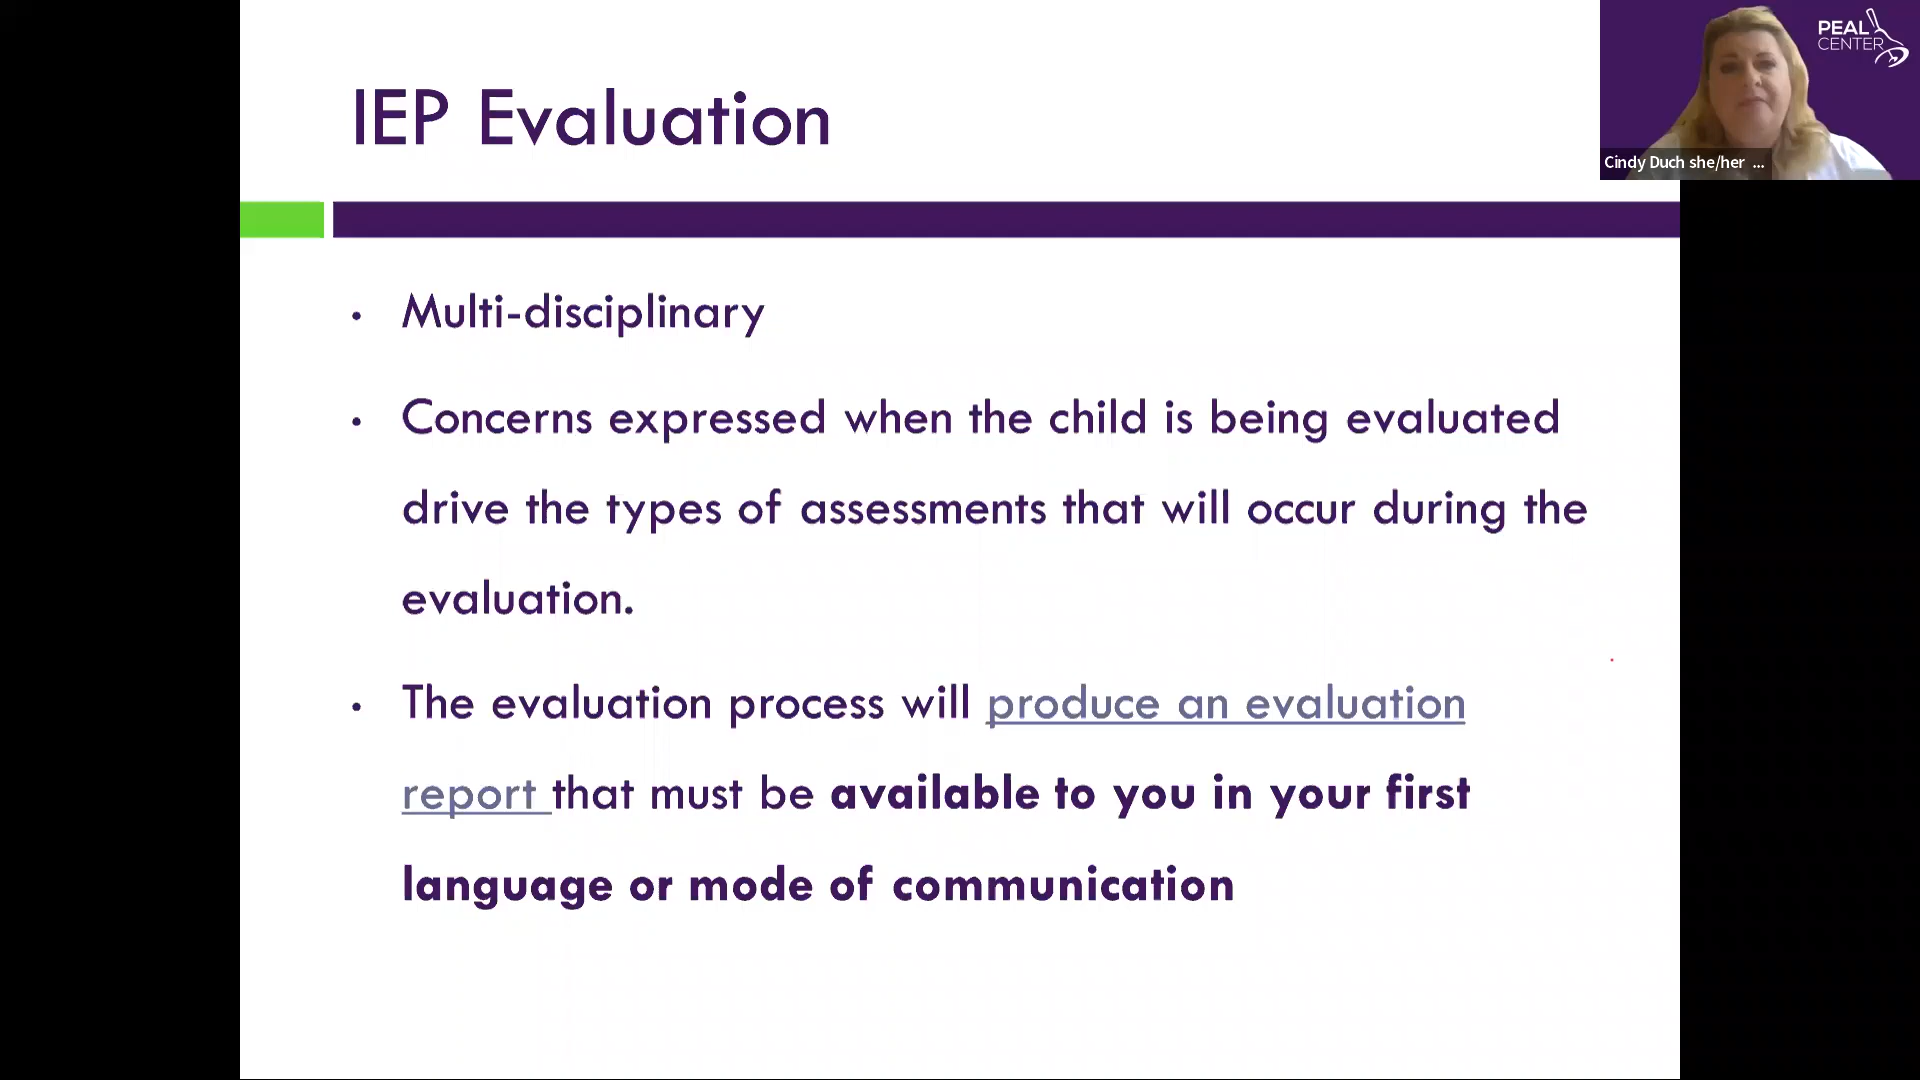 IEP Evaluation
PEAL
CENTER
Cindy Duch she/her ...
• Multi-disciplinary
• Concerns expressed when the child is being evaluated
drive the types of assessments that will occur during the
evaluation.
• The evaluation process will produce an evaluation
report that must be available to you in your first
language or mode of communication